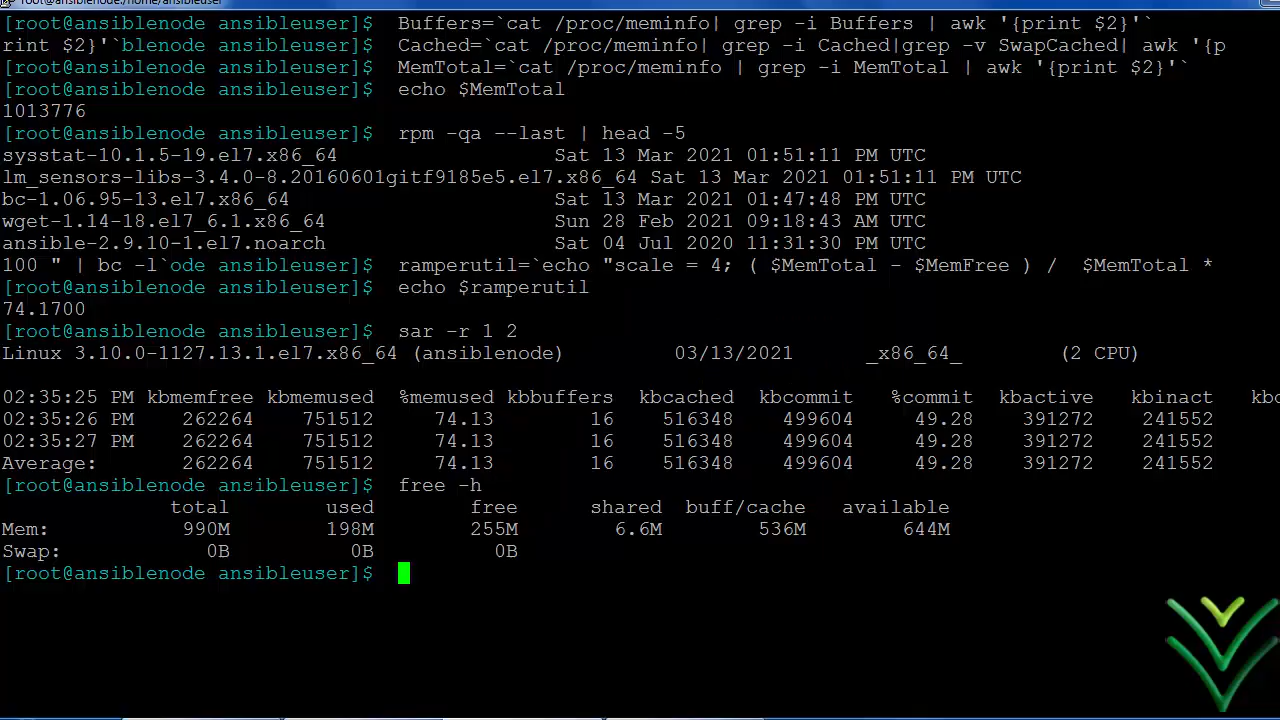 root@ansiblenode:/home/ansibleuser
[root@ansiblenode ansibleuser]$ Buffers=`cat /proc/meminfo| grep -i Buffers | awk '{print $2}'`
rint $2}'`blenode ansibleuser]$ Cached=`cat /proc/meminfo| grep -i Cached|grep -v SwapCached| awk '{p
[root@ansiblenode ansibleuser]$ MemTotal=`cat /proc/meminfo | grep -i MemTotal | awk '{print $2}'`
[root@ansiblenode ansibleuser]$ echo $MemTotal
1013776
[root@ansiblenode ansibleuser]$ rpm -qa --last | head -5
sysstat-10.1.5-19.el7.x86_64 Sat 13 Mar 2021 01:51:11 PM UTC
lm_sensors-libs-3.4.0-8.20160601gitf9185e5.el7.x86_64 Sat 13 Mar 2021 01:51:11 PM UTC
bc-1.06.95-13.el7.x86_64 Sat 13 Mar 2021 01:47:48 PM UTC
wget-1.14-18.el7_6.1.x86_64 Sun 28 Feb 2021 09:18:43 AM UTC
ansible-2.9.10-1.el7.noarch Sat 04 Jul 2020 11:31:30 PM UTC
100 " | bc -l`ode ansibleuser]$ ramperutil=`echo "scale = 4; ( $MemTotal - $MemFree ) / $MemTotal *
[root@ansiblenode ansibleuser]$ echo $ramperutil
74.1700
[root@ansiblenode ansibleuser]$ sar -r 1 2
Linux 3.10.0-1127.13.1.el7.x86_64 (ansiblenode) 03/13/2021 _x86_64_ (2 CPU)
02:35:25 PM kbmemfree kbmemused %memused kbbuffers kbcached kbcommit %commit kbactive kbinact
02:35:26 PM 262264 751512 74.13 16 516348 499604 49.28 391272 241552
02:35:27 PM 262264 751512 74.13 16 516348 499604 49.28 391272 241552
Average: 262264 751512 74.13 16 516348 499604 49.28 391272 241552
[root@ansiblenode ansibleuser]$ free -h
total used free shared buff/cache available
Mem: 990M 198M 255M 6.6M 536M 644M
Swap: 0B 0B 0B
[root@ansiblenode ansibleuser]$